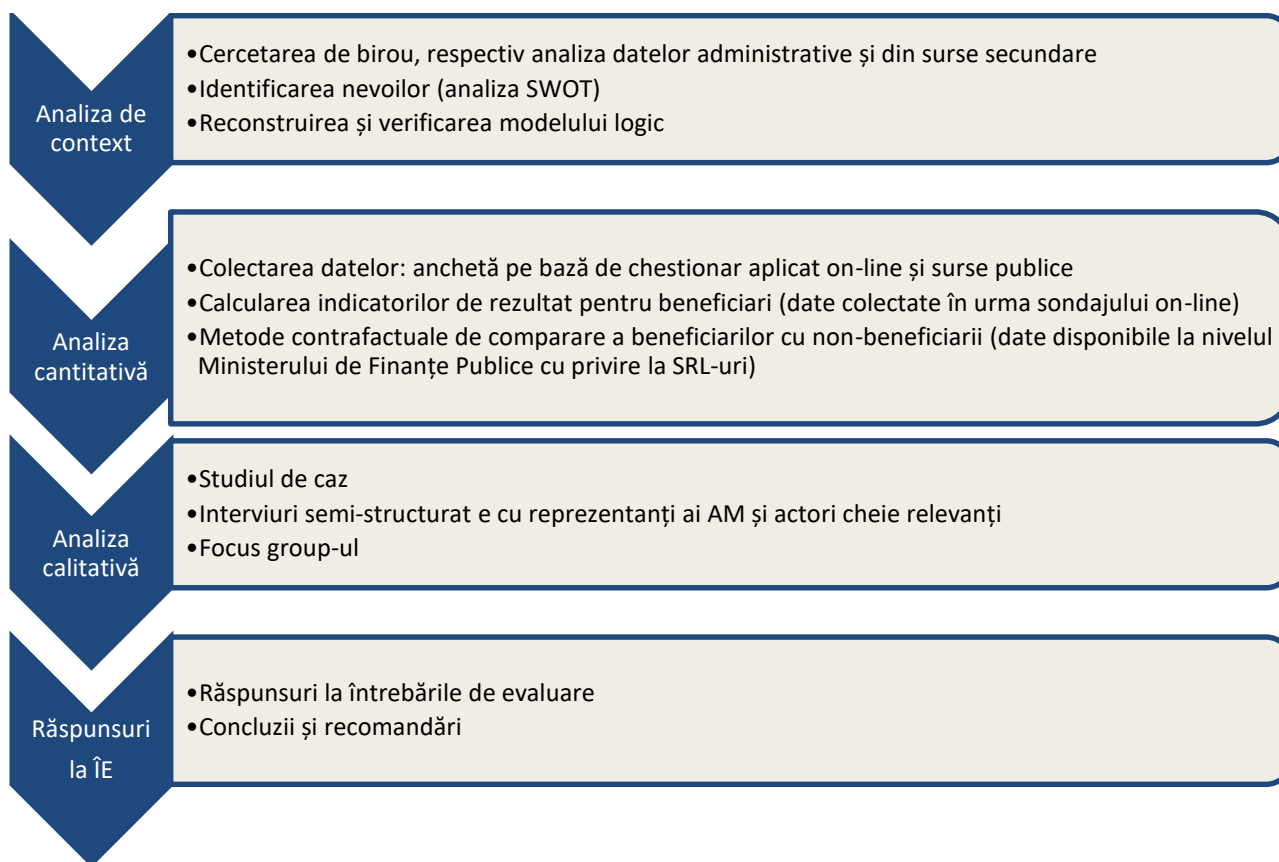 Analiza de
context
•Cercetarea de birou, respectiv analiza datelor administrative și din surse secundare
•Identificarea nevoilor (analiza SWOT)
•Reconstruirea și verificarea modelului logic
Analiza
cantitativă
•Colectarea datelor: anchetă pe bază de chestionar aplicat on-line și surse publice
•Calcularea indicatorilor de rezultat pentru beneficiari (date colectate în urma sondajului on-line)
•Metode contrafactuale de comparare a beneficiarilor cu non-beneficiarii (date disponibile la nivelul
Ministerului de Finanțe Publice cu privire la SRL-uri)
Analiza
calitativă
•Studiul de caz
•Interviuri semi-structurat e cu reprezentanți ai AM și actori cheie relevanți
•Focus group-ul
Răspunsuri
la ÎE
•Răspunsuri la întrebările de evaluare
•Concluzii și recomandări